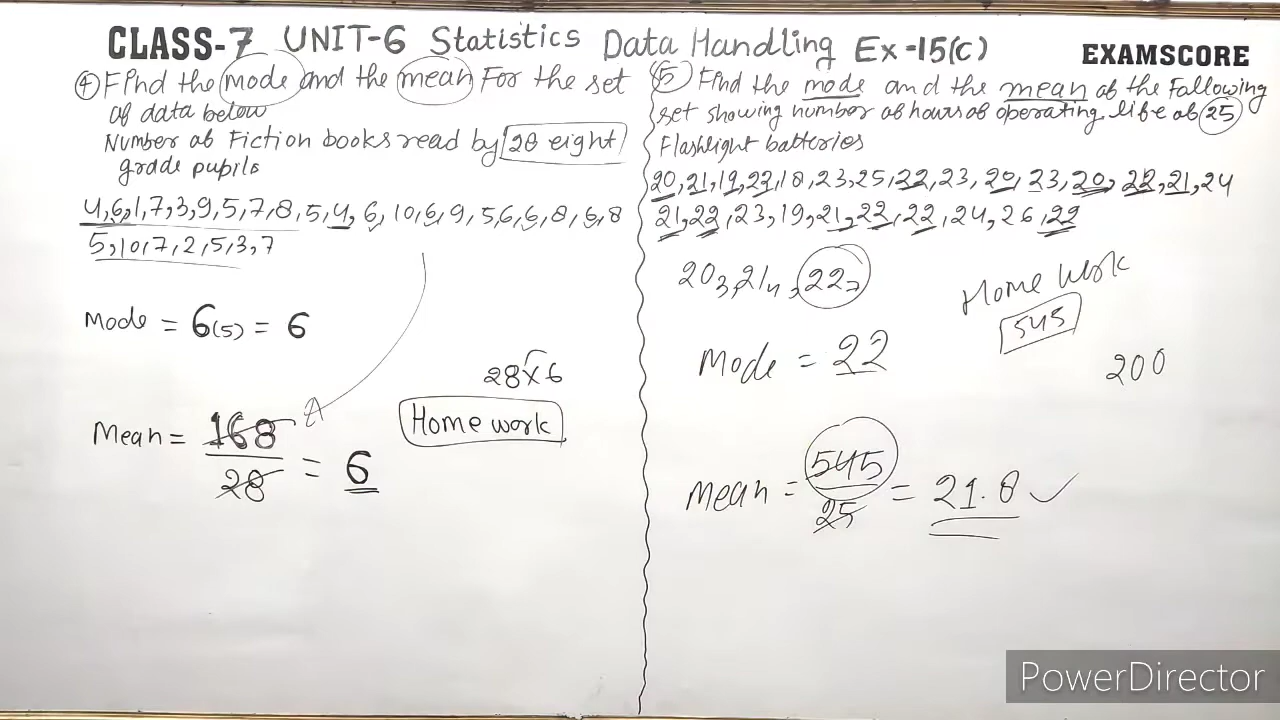 CLASS-7 UNIT-6 Statistics Data Handling Ex-15(C)
EXAMSCORE
④ Find the mode and the mean For the set
of data below
Number of Fiction books read by 28 eight
grade pupils
4,6,1,7,3,9,5,7,8,5,4,6,10,6,9,5,6,6,8,6,8
5,10,7,2,5,3,7
Mode = 6(5) = 6
28×6
Mean = 168/28 = 6
Home work
⑤ Find the mode and the mean of the Following
set showing number of hours of operating life of 25
Flashlight batteries
20,21,19,22,18,23,25,22,23,20,23,20,22,21,24
21,22,23,19,21,22,22,24,26,22
20₃,21₄,22₇
Home work
545
Mode = 22
200
Mean = 545/25 = 21.8 ✓
PowerDirector